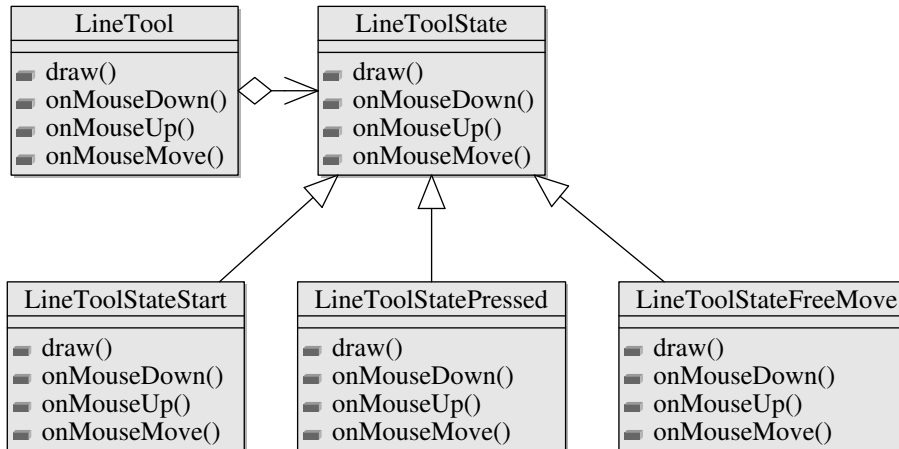 LineTool
draw()
onMouseDown()
onMouseUp()
onMouseMove()
LineToolState
draw()
onMouseDown()
onMouseUp()
onMouseMove()
LineToolStateStart
draw()
onMouseDown()
onMouseUp()
onMouseMove()
LineToolStatePressed
draw()
onMouseDown()
onMouseUp()
onMouseMove()
LineToolStateFreeMove
draw()
onMouseDown()
onMouseUp()
onMouseMove()